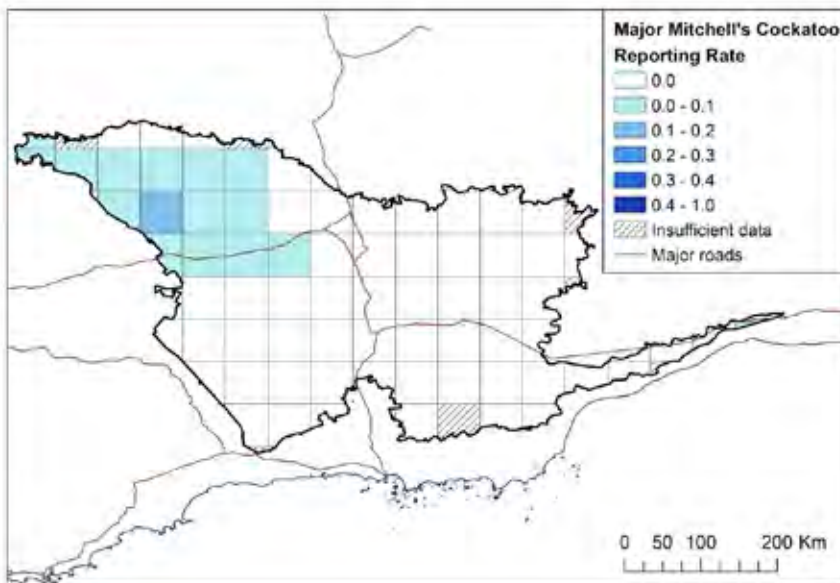 Major Mitchell's Cockatoo
Reporting Rate
0.0
0.0 - 0.1
0.1 - 0.2
0.2 - 0.3
0.3 - 0.4
0.4 - 1.0
Insufficient data
Major roads
0 50 100 200 Km